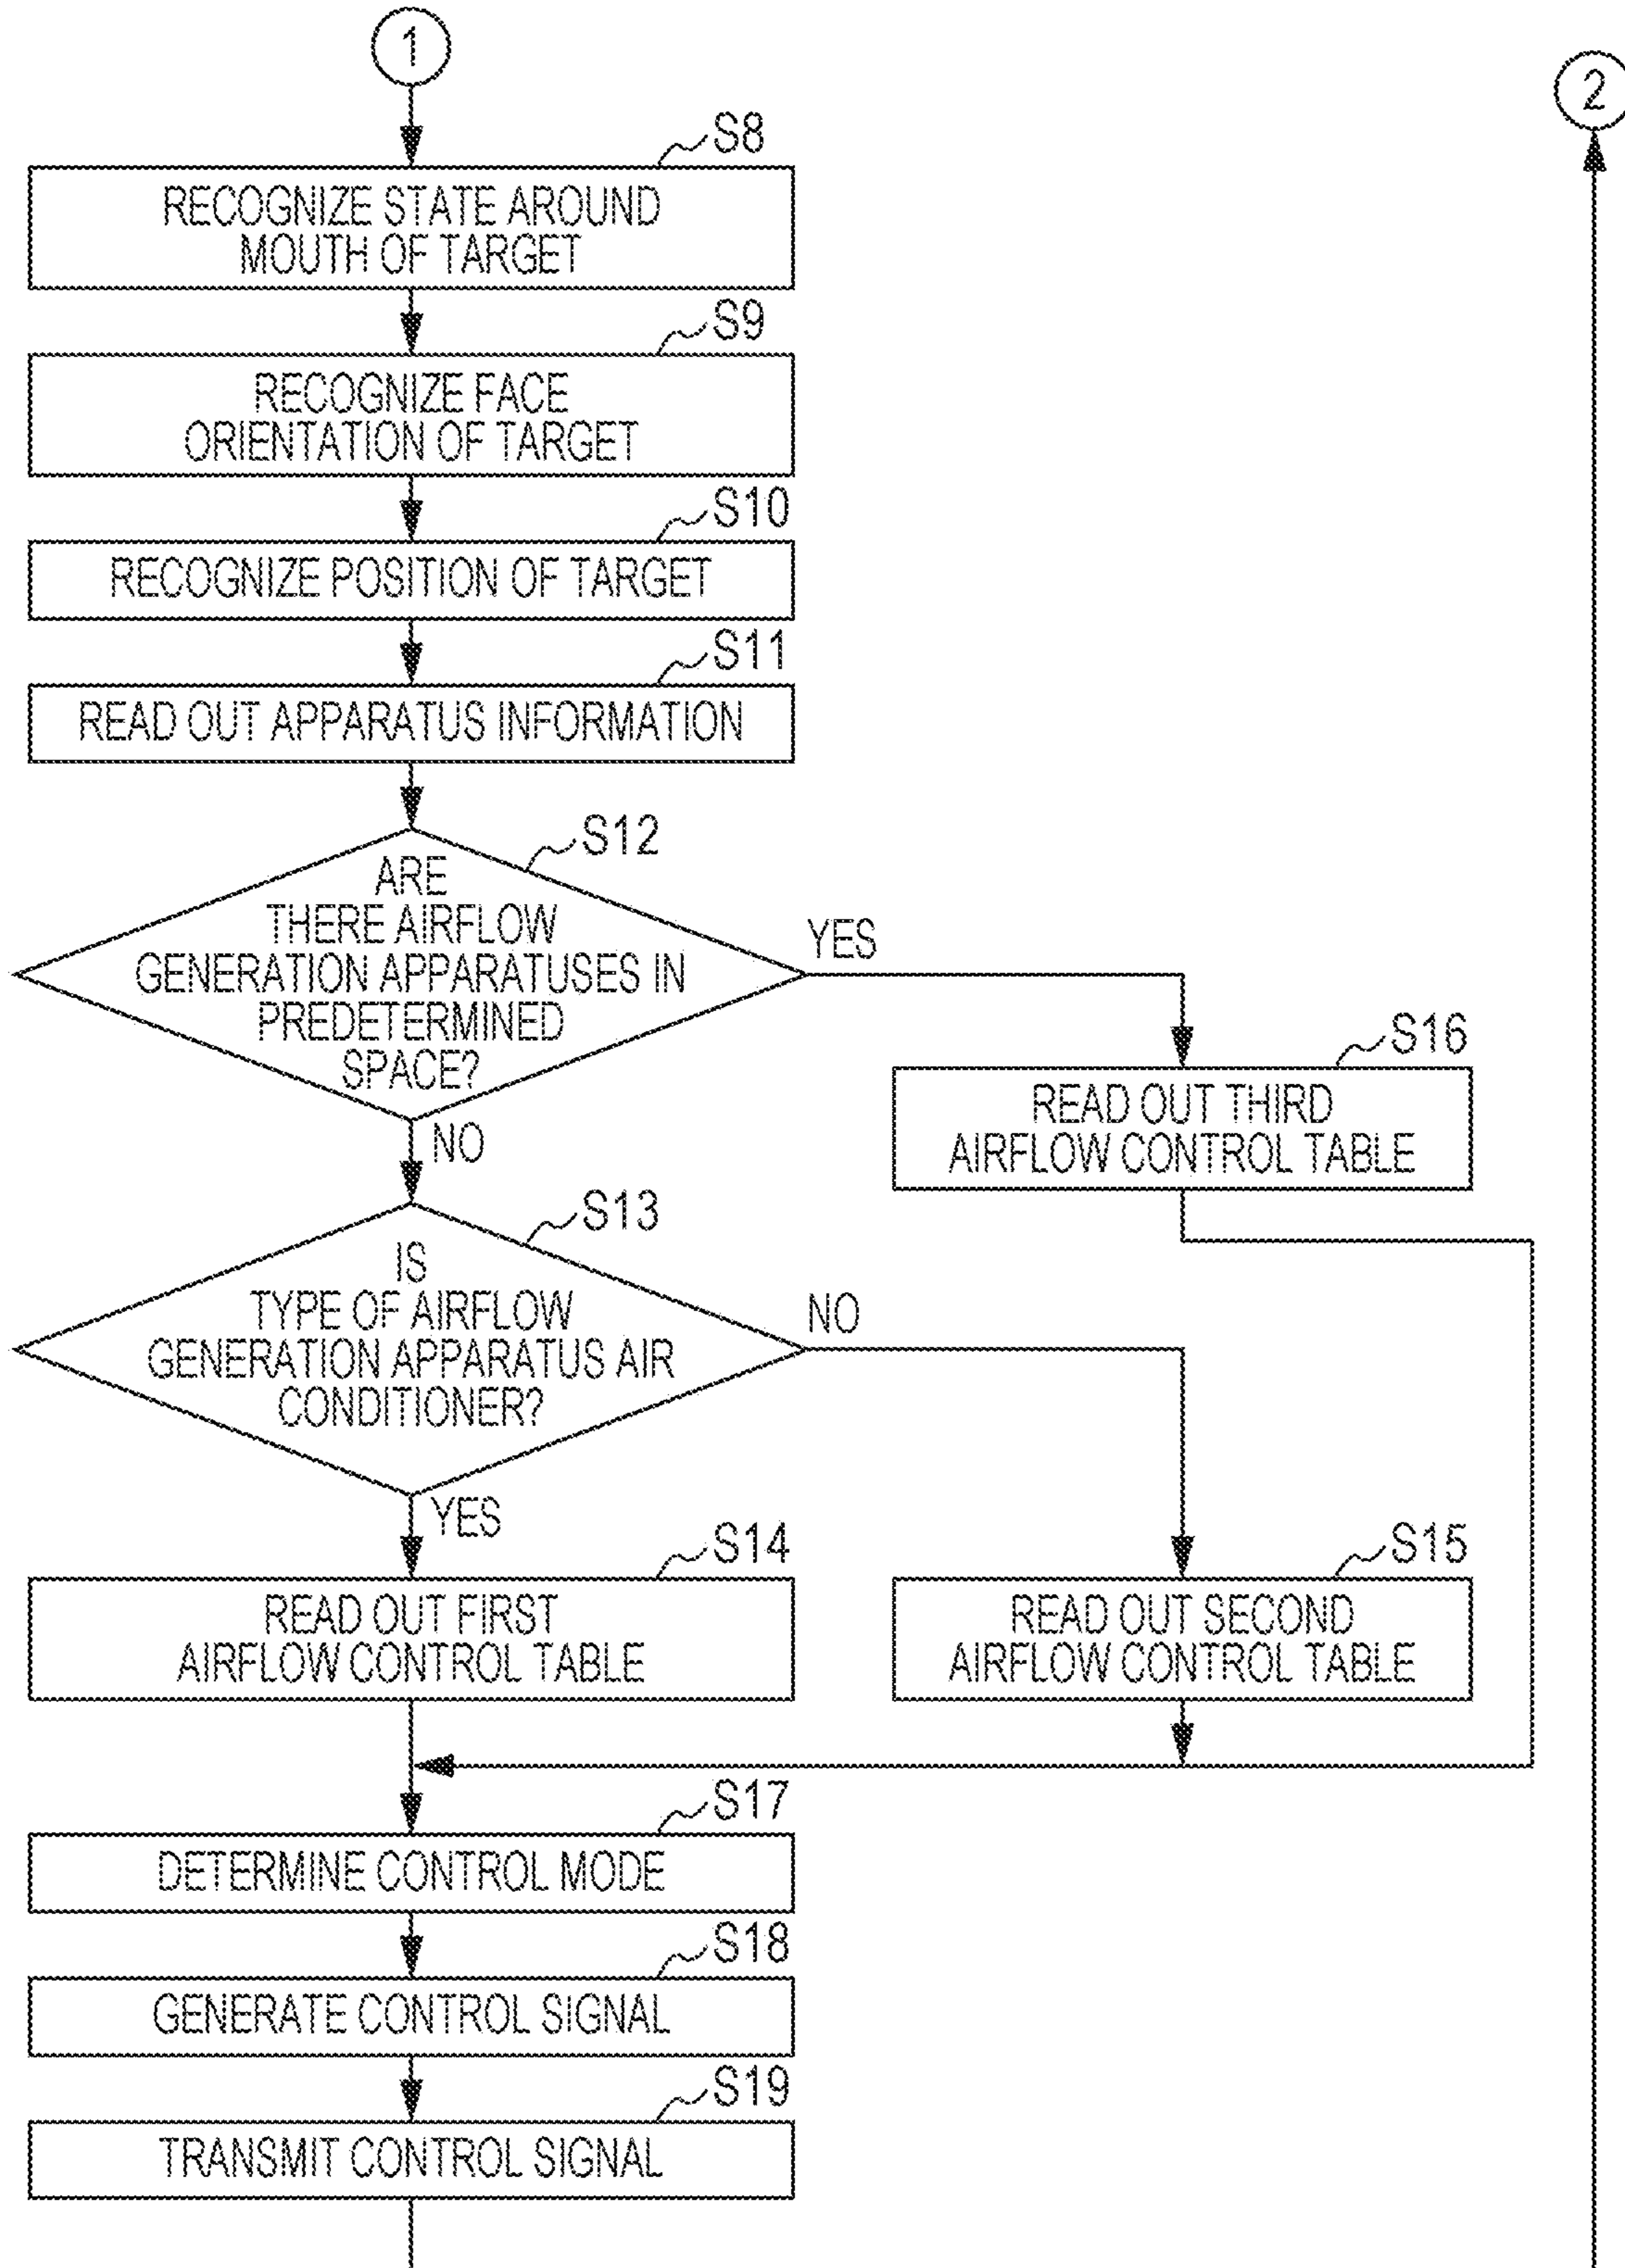 1
2
S8
RECOGNIZE STATE AROUND
MOUTH OF TARGET
S9
RECOGNIZE FACE
ORIENTATION OF TARGET
S10
RECOGNIZE POSITION OF TARGET
S11
READ OUT APPARATUS INFORMATION
S12
ARE
THERE AIRFLOW
GENERATION APPARATUSES IN
PREDETERMINED
SPACE?
YES
NO
S16
READ OUT THIRD
AIRFLOW CONTROL TABLE
S13
IS
TYPE OF AIRFLOW
GENERATION APPARATUS AIR
CONDITIONER?
NO
YES
S14
READ OUT FIRST
AIRFLOW CONTROL TABLE
S15
READ OUT SECOND
AIRFLOW CONTROL TABLE
S17
DETERMINE CONTROL MODE
S18
GENERATE CONTROL SIGNAL
S19
TRANSMIT CONTROL SIGNAL